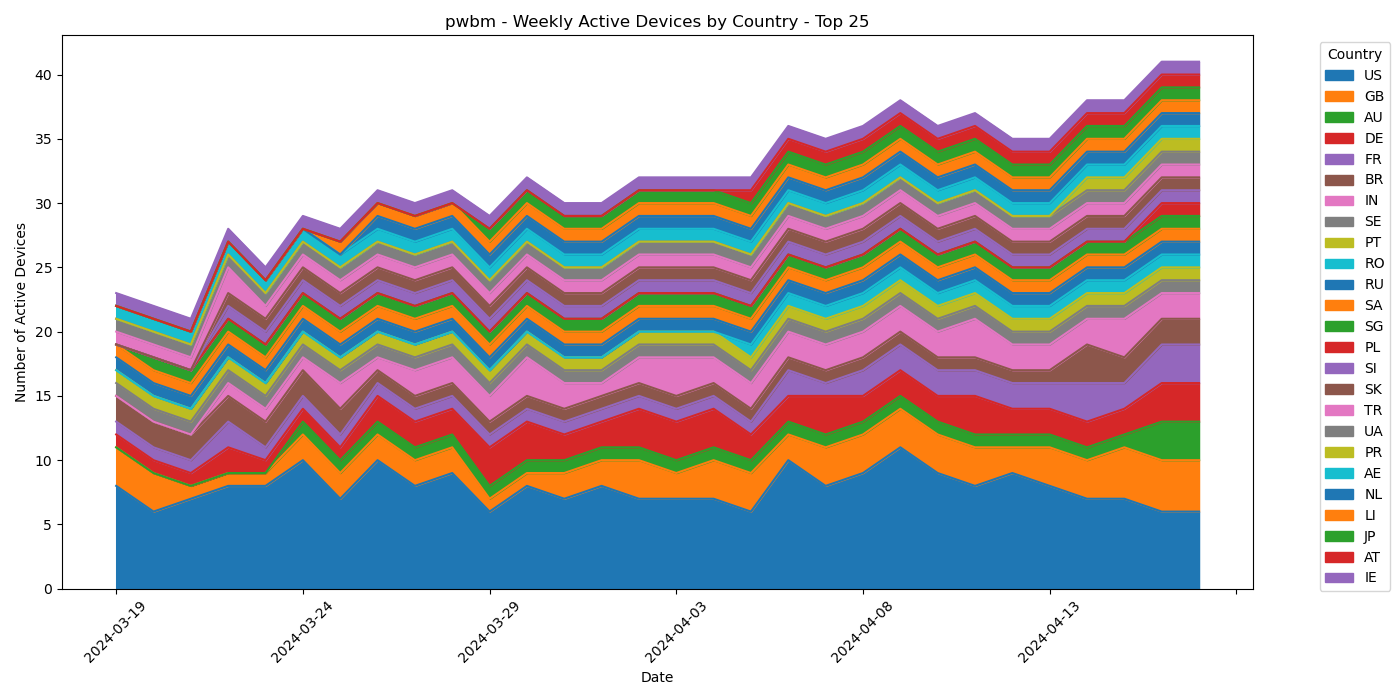 pwbm - Weekly Active Devices by Country - Top 25
Number of Active Devices
40
35
30
25
20
15
10
5
0
2024-03-19
2024-03-24
2024-03-29
2024-04-03
2024-04-08
2024-04-13
Date
Country
US
GB
AU
DE
FR
BR
IN
SE
PT
RO
RU
SA
SG
PL
SI
SK
TR
UA
PR
AE
NL
LI
JP
AT
IE